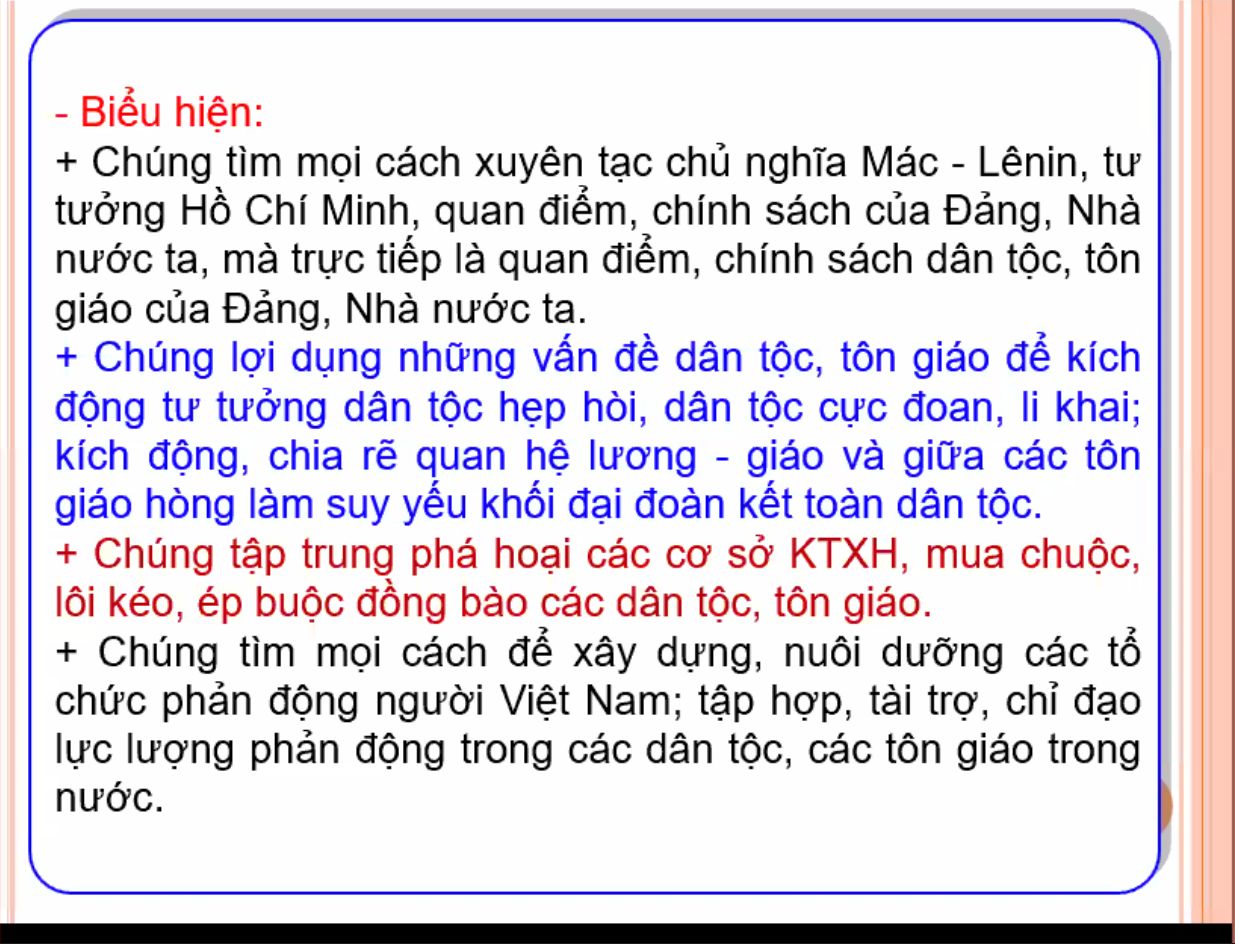 - Biểu hiện:
+ Chúng tìm mọi cách xuyên tạc chủ nghĩa Mác - Lênin, tư
tưởng Hồ Chí Minh, quan điểm, chính sách của Đảng, Nhà
nước ta, mà trực tiếp là quan điểm, chính sách dân tộc, tôn
giáo của Đảng, Nhà nước ta.
+ Chúng lợi dụng những vấn đề dân tộc, tôn giáo để kích
động tư tưởng dân tộc hẹp hòi, dân tộc cực đoan, li khai;
kích động, chia rẽ quan hệ lương - giáo và giữa các tôn
giáo hòng làm suy yếu khối đại đoàn kết toàn dân tộc.
+ Chúng tập trung phá hoại các cơ sở KTXH, mua chuộc,
lôi kéo, ép buộc đồng bào các dân tộc, tôn giáo.
+ Chúng tìm mọi cách để xây dựng, nuôi dưỡng các tổ
chức phản động người Việt Nam; tập hợp, tài trợ, chỉ đạo
lực lượng phản động trong các dân tộc, các tôn giáo trong
nước.